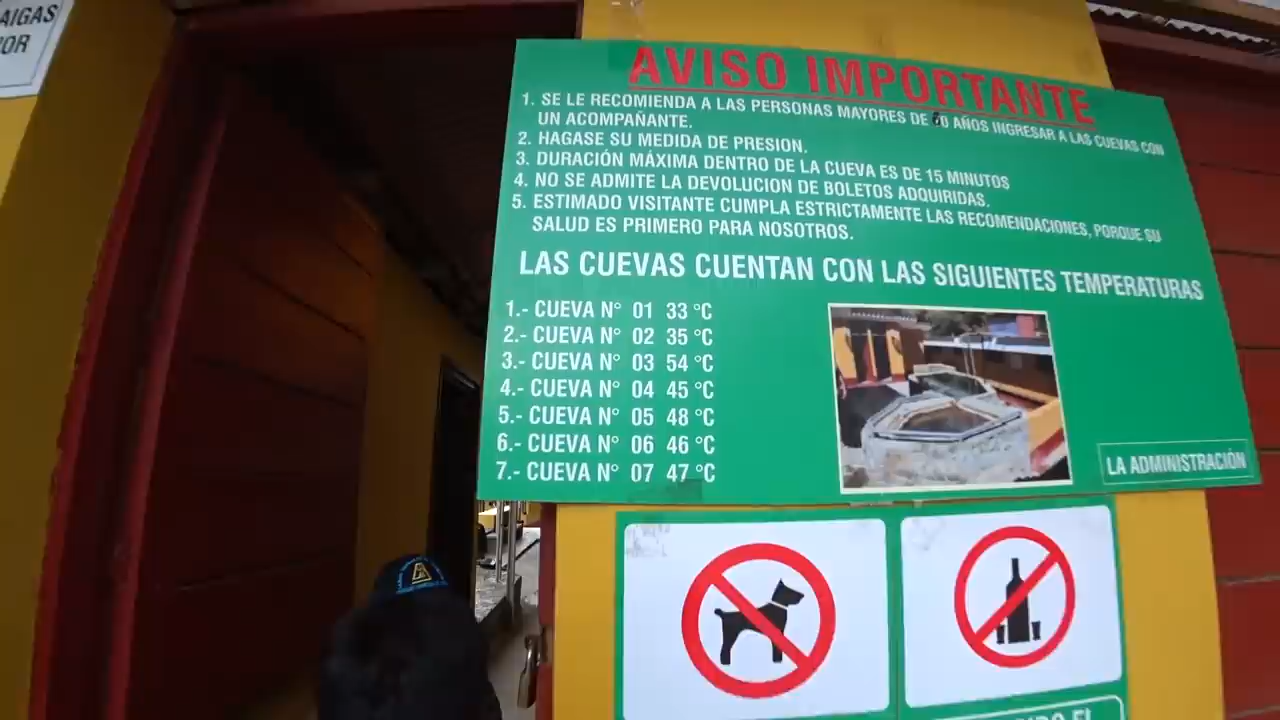 AIGAS
OR
AVISO IMPORTANTE
1. SE LE RECOMIENDA A LAS PERSONAS MAYORES DE 60 AÑOS INGRESAR A LAS CUEVAS CON
UN ACOMPAÑANTE.
2. HAGASE SU MEDIDA DE PRESION.
3. DURACIÓN MÁXIMA DENTRO DE LA CUEVA ES DE 15 MINUTOS
4. NO SE ADMITE LA DEVOLUCION DE BOLETOS ADQUIRIDAS.
5. ESTIMADO VISITANTE CUMPLA ESTRICTAMENTE LAS RECOMENDACIONES, PORQUE SU
SALUD ES PRIMERO PARA NOSOTROS.
LAS CUEVAS CUENTAN CON LAS SIGUIENTES TEMPERATURAS
1.- CUEVA N° 01 33 °C
2.- CUEVA N° 02 35 °C
3.- CUEVA N° 03 54 °C
4.- CUEVA N° 04 45 °C
5.- CUEVA N° 05 48 °C
6.- CUEVA N° 06 46 °C
7.- CUEVA N° 07 47 °C
LA ADMINISTRACIÓN